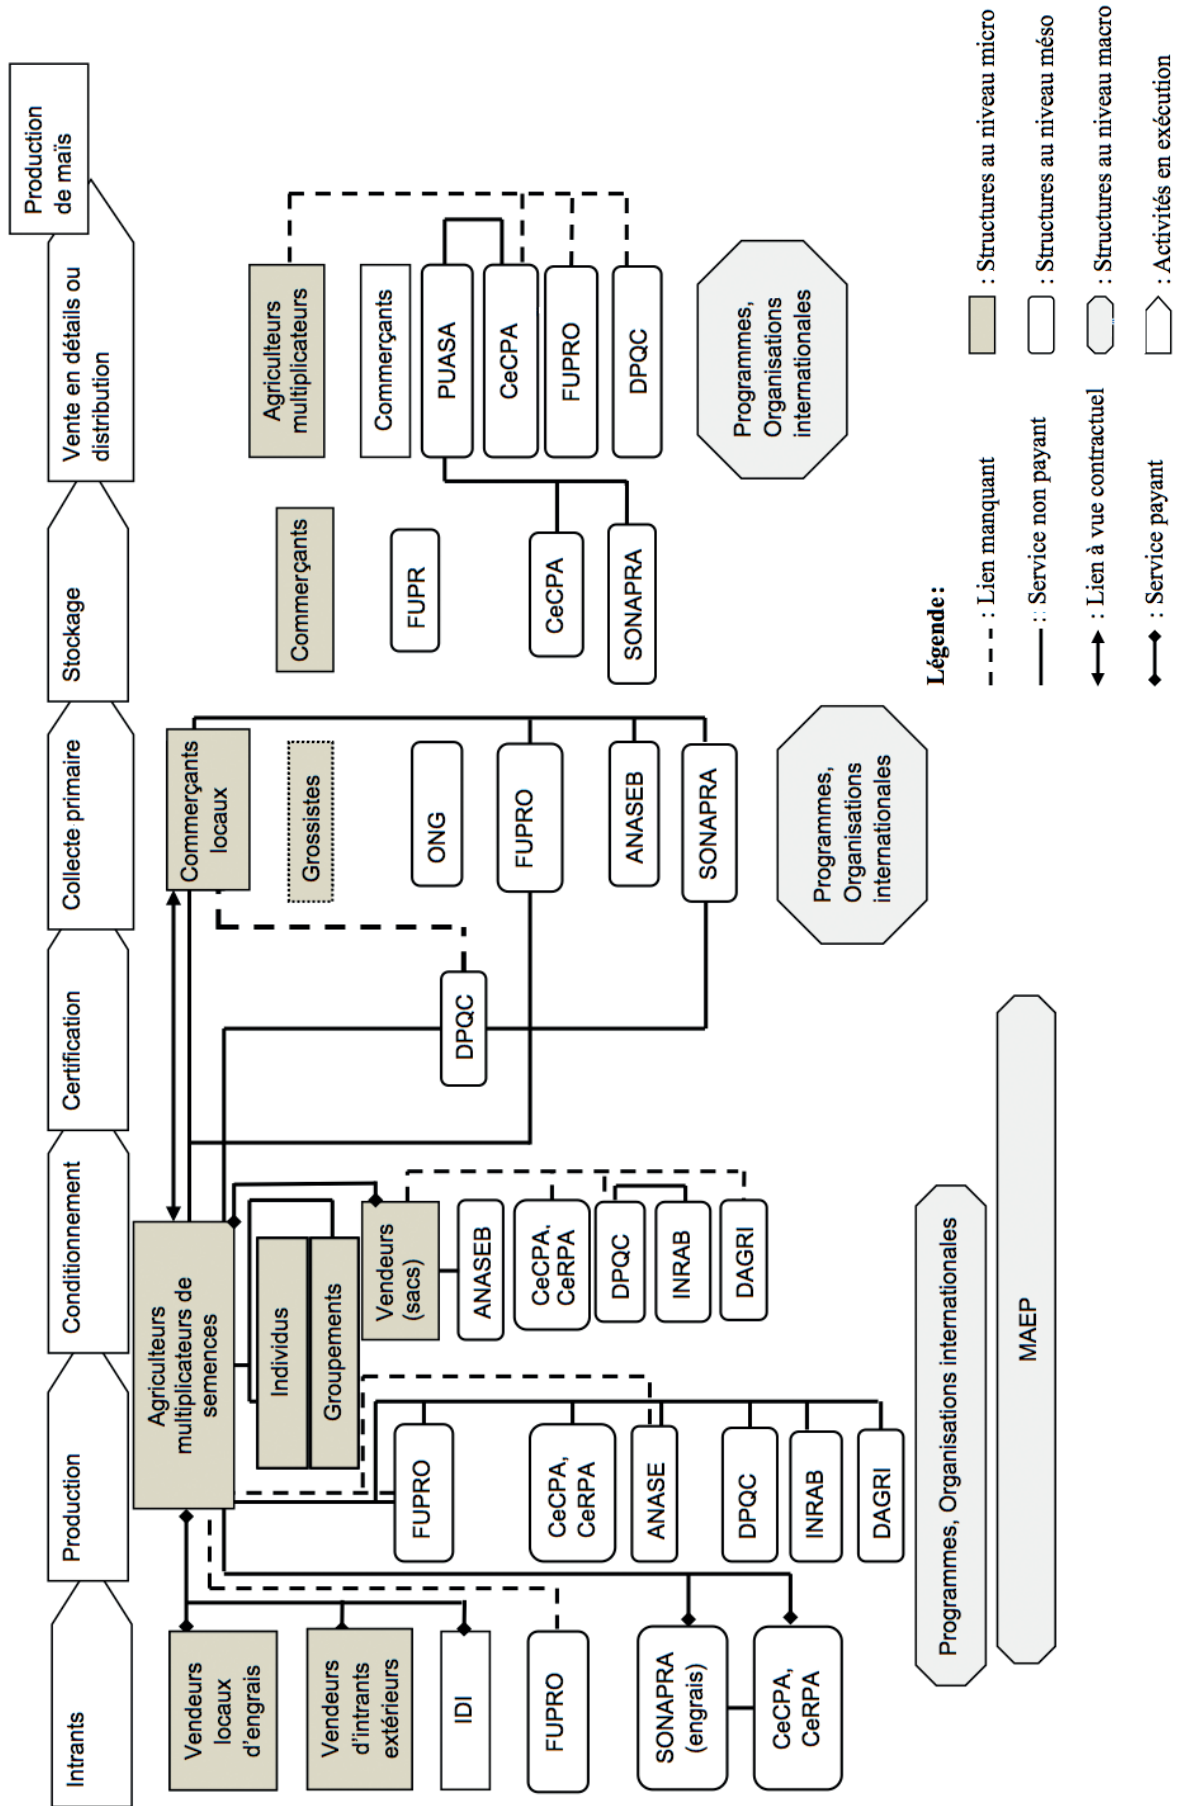 Intrants
Production
Conditionnement
Certification
Collecte primaire
Stockage
Vente en détails ou
distribution
Production
de maïs
Vendeurs
locaux
d'engrais
Vendeurs
d'intrants
extérieurs
IDI
FUPRO
SONAPRA
(engrais)
CeCPA,
CeRPA
Agriculteurs
multiplicateurs de
semences
Individus
Groupements
FUPRO
CeCPA,
CeRPA
ANASE
DPQC
INRAB
DAGRI
Vendeurs
(sacs)
ANASEB
CeCPA,
CeRPA
DPQC
INRAB
DAGRI
DPQC
Commerçants
locaux
Grossistes
ONG
FUPRO
ANASEB
SONAPRA
Programmes,
Organisations
internationales
Commerçants
FUPR
CeCPA
SONAPRA
Agriculteurs
multiplicateurs
Commerçants
PUASA
CeCPA
FUPRO
DPQC
Programmes,
Organisations
internationales
Programmes, Organisations internationales
MAEP
Légende :
: Lien manquant
: Service non payant
: Lien à vue contractuel
: Service payant
: Structures au niveau micro
: Structures au niveau méso
: Structures au niveau macro
: Activités en exécution